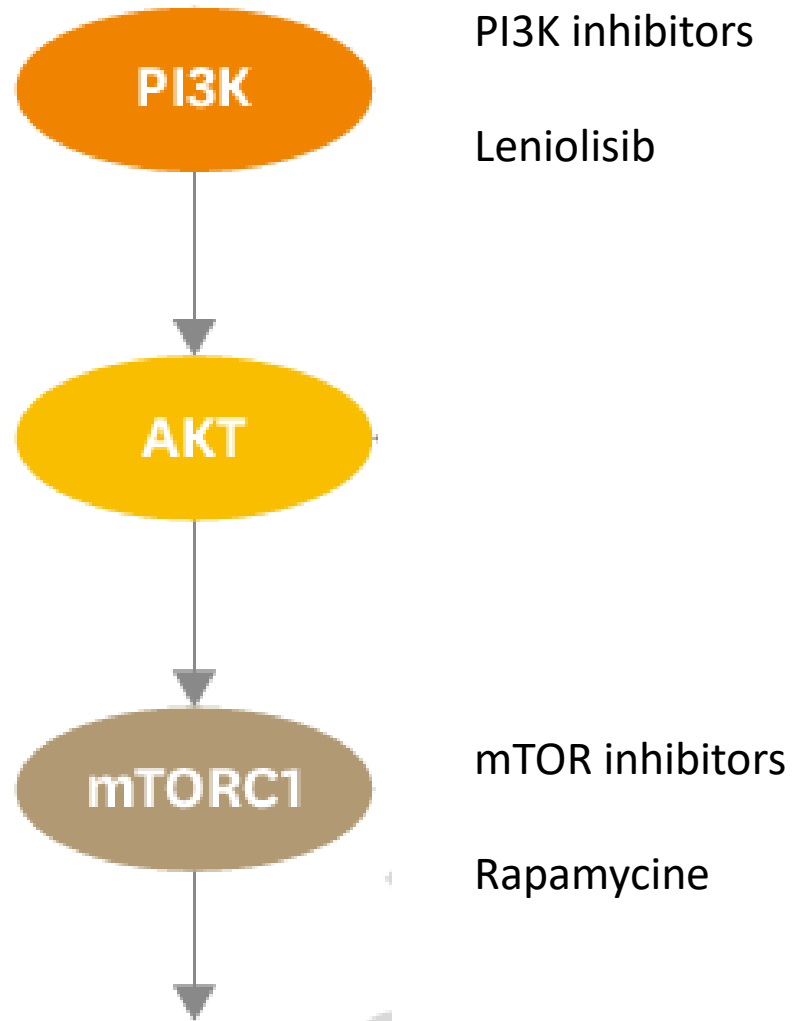 PI3K
PI3K inhibitors
Leniolisib
AKT
mTORC1
mTOR inhibitors
Rapamycine